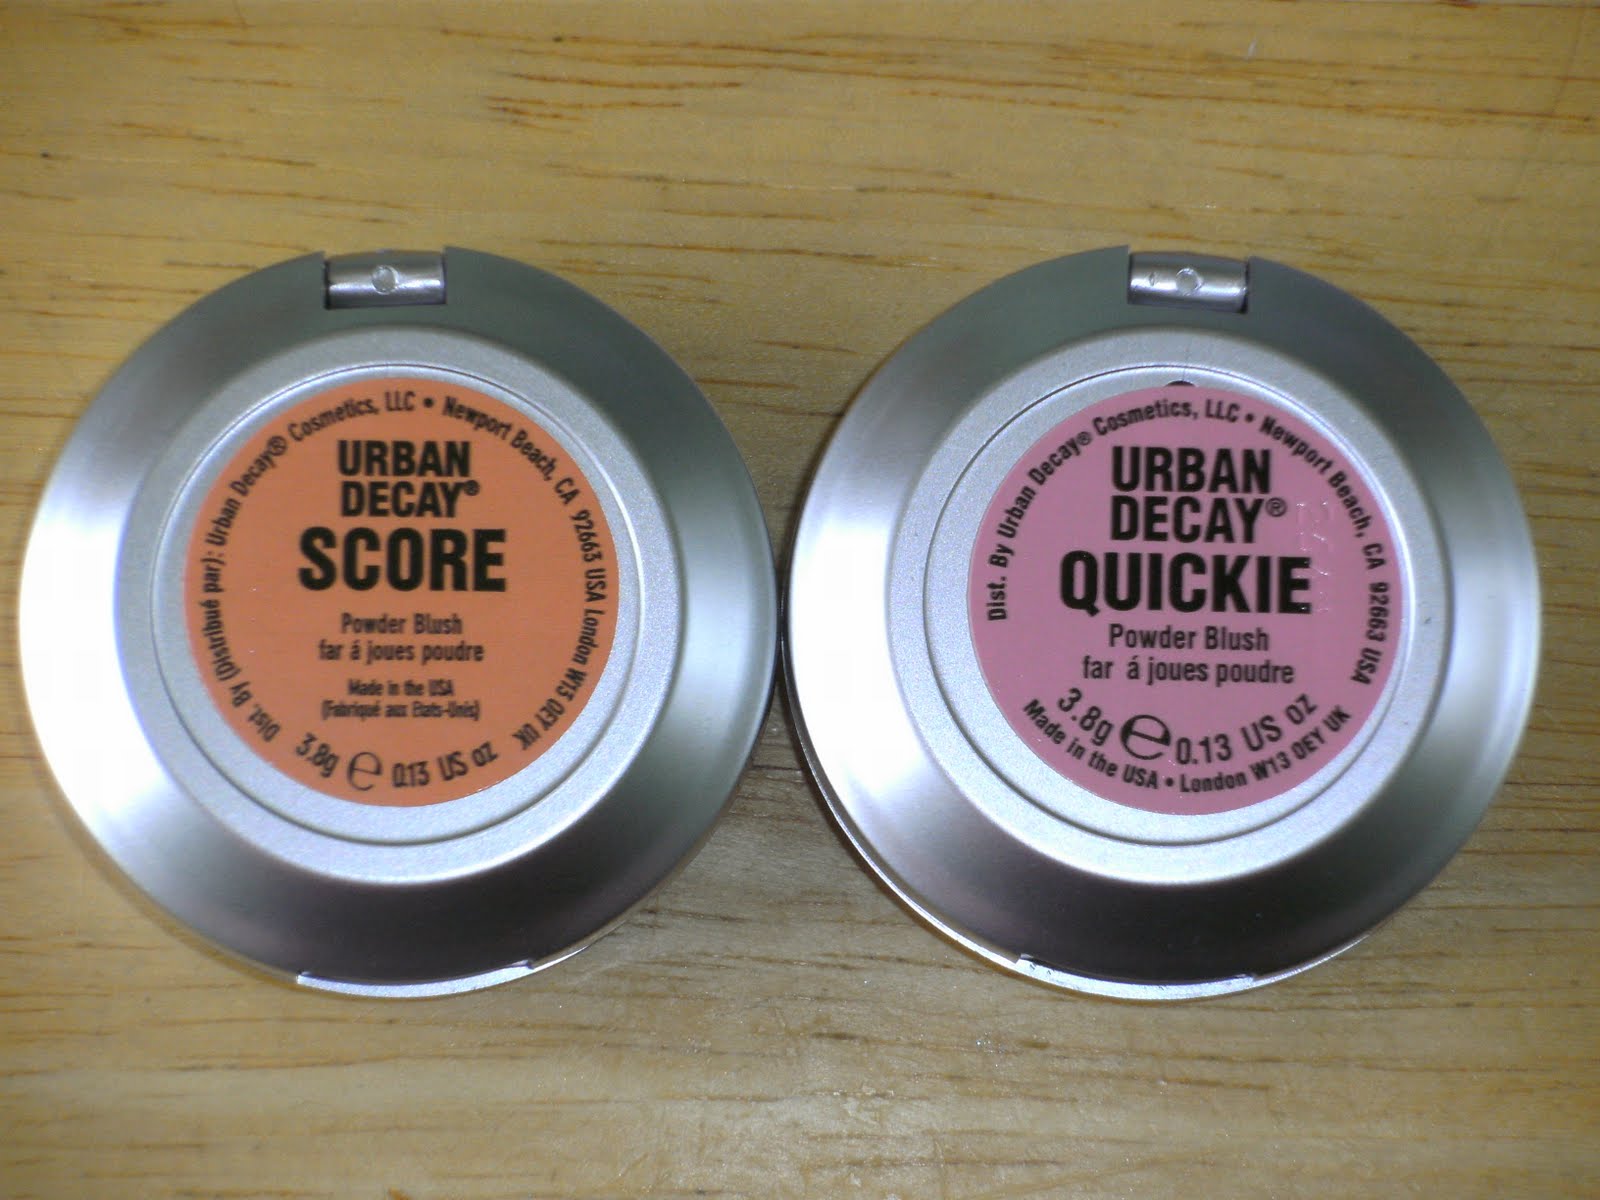 Dist. By (Distribué par): Urban Decay® Cosmetics, LLC • Newport Beach, CA 92663 USA London W13 0EY UK
URBAN
DECAY®
SCORE
Powder Blush
far á joues poudre
Made in the USA
(Fabriqué aux Etats-Unis)
3.8g e 0.13 US oz
Dist. By Urban Decay® Cosmetics, LLC • Newport Beach, CA 92663 USA
URBAN
DECAY®
QUICKIE
Powder Blush
far á joues poudre
3.8g e 0.13 US oz
Made in the USA • London W13 0EY UK